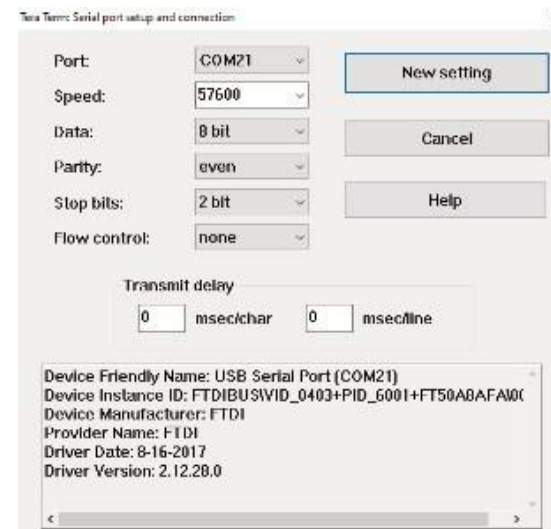 Tera Term: Serial port setup and connection
Port: COM21
New setting
Speed: 57600
Data: 8 bit
Cancel
Parity: even
Stop bits: 2 bit
Help
Flow control: none
Transmit delay
0 msec/char 0 msec/line
Device Friendly Name: USB Serial Port (COM21)
Device Instance ID: FTDIBUS\VID_0403+PID_6001+FT50A8AFA\00
Device Manufacturer: FTDI
Provider Name: FTDI
Driver Date: 8-16-2017
Driver Version: 2.12.28.0